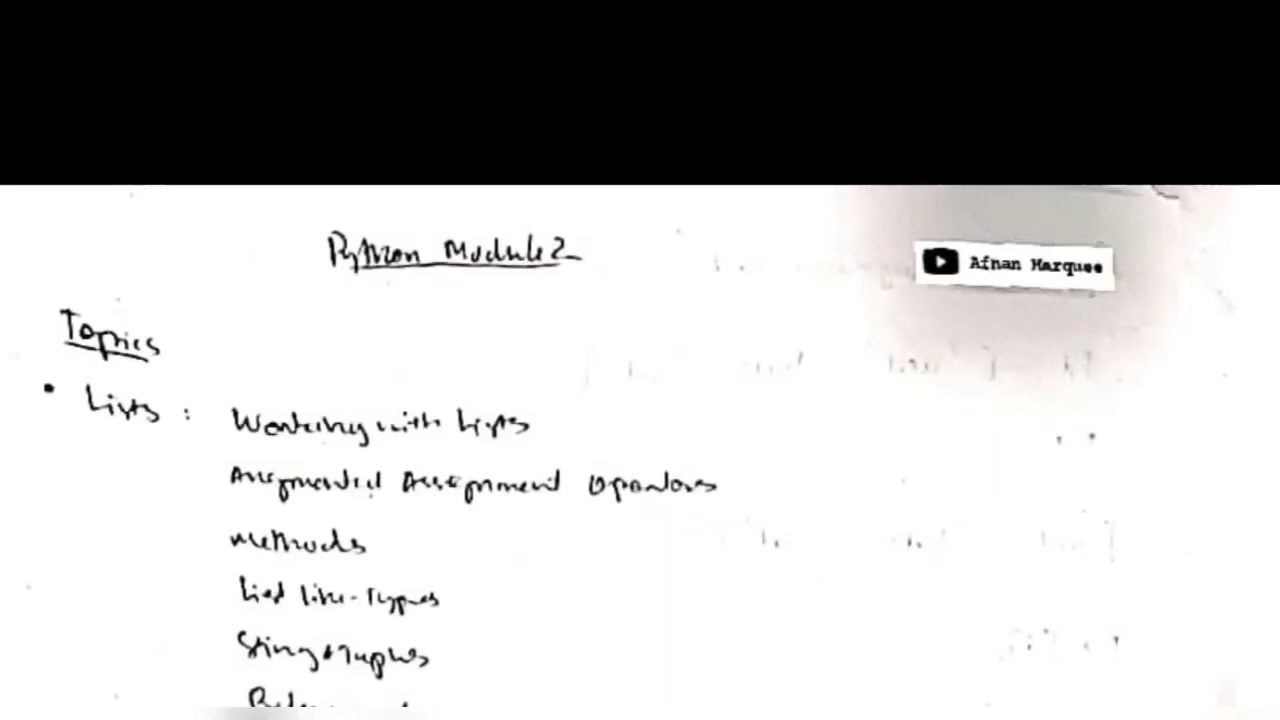 Python Module 2
Afnan Marquee
Topics
• Lists : Working with Lists
Augmented Assignment Operators
methods
List like-Types
String & Tuples